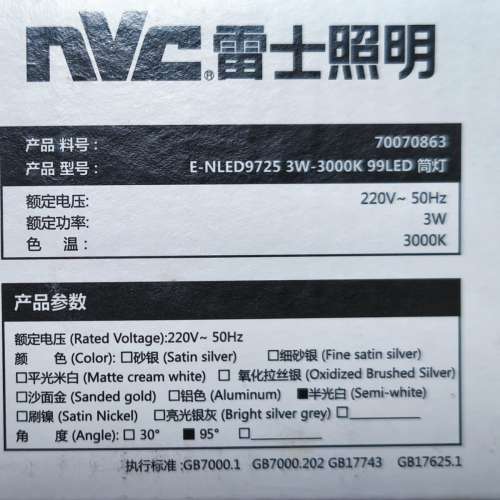 nVC®雷士照明
产品 料号: 70070863
产品 型号: E-NLED9725 3W-3000K 99LED 筒灯
额定电压: 220V~ 50Hz
额定功率: 3W
色 温: 3000K
产品参数
额定电压 (Rated Voltage):220V~ 50Hz
颜 色 (Color): □砂银 (Satin silver) □细砂银 (Fine satin silver)
□平光米白 (Matte cream white) □ 氧化拉丝银 (Oxidized Brushed Silver)
□沙面金 (Sanded gold) □铝色 (Aluminum) ■半光白 (Semi-white)
□刷镍 (Satin Nickel) □亮光银灰 (Bright silver grey) □
角 度 (Angle): □ 30° ■ 95° □
执行标准 :GB7000.1 GB7000.202 GB17743 GB17625.1